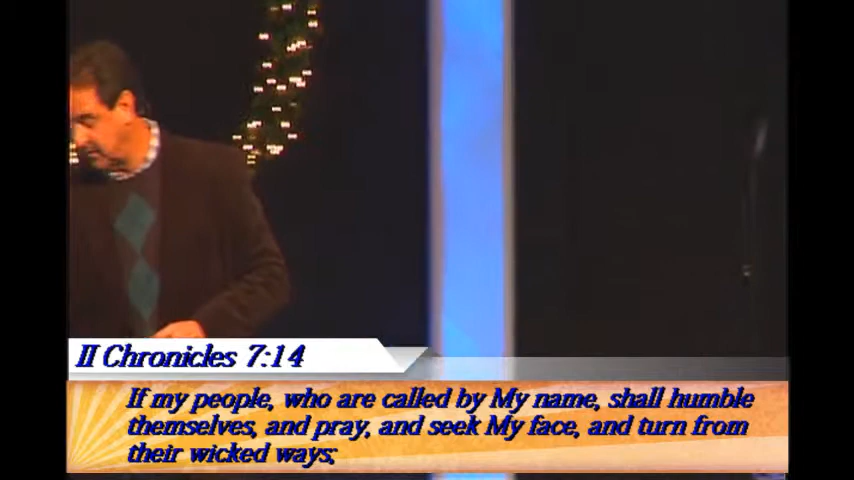 II Chronicles 7:14
If my people, who are called by My name, shall humble
themselves, and pray, and seek My face, and turn from
their wicked ways;